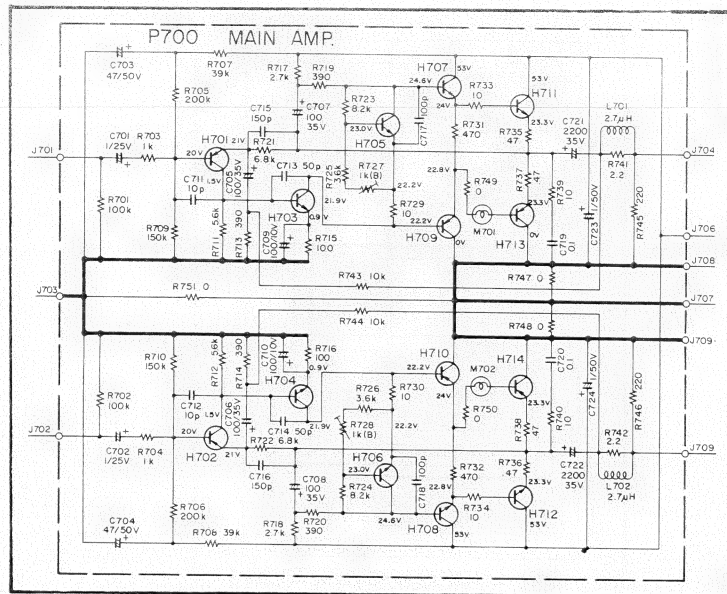 P700 MAIN AMP.
C703
47/50V
R707
39k
R717
2.7k
R719
390
H707
53V
24.6V
R733
10
53V
H711
R705
200k
C715
150p
C707
100
35V
R723
8.2k
23.0V
H705
C717
100p
24V
R731
470
R735
47
23.3V
C721
2200
35V
L701
2.7μH
J701
C701
1/25V
R703
1k
H701
20V
21V
1.5V
R721
6.8k
J704
R741
2.2
C711
10p
C705
100/35V
C713 50p
R725
3.6k
R727
1k(B)
22.2V
22.8V
R749
0
R737
47
R739
10
C723
1/50V
220
R745
R701
100k
H703
21.9V
0.9V
R729
10
22.2V
H709
M701
23.3V
H713
0V
0V
C719
0.1
J706
R709
150k
R711
5.6k
R713
390
C709
100/10V
R715
100
J708
R743 10k
R747 0
J703
R751 0
J707
R744 10k
R748 0
J709
R710
150k
R712
5.6k
R714
390
C710
100/10V
R716
100
0.9V
H704
H710
22.2V
24V
M702
H714
C720
0.1
1/50V
C724
220
R746
R702
100k
C712
10p
1.5V
C706
100/35V
21.9V
C714 50p
R726
3.6k
R730
10
R728
1k(B)
22.2V
R750
0
23.3V
R738
47
R740
10
R742
2.2
J702
C702
1/25V
R704
1k
20V
H702
21V
R722
6.8k
J709
C716
150p
C708
100
35V
23.0V
H706
R724
8.2k
C718
100p
22.8V
R732
470
R736
47
23.3V
C722
2200
35V
L702
2.7μH
R706
200k
C704
47/50V
R708 39k
R718
2.7k
R720
390
24.6V
H708
53V
R734
10
H712
53V